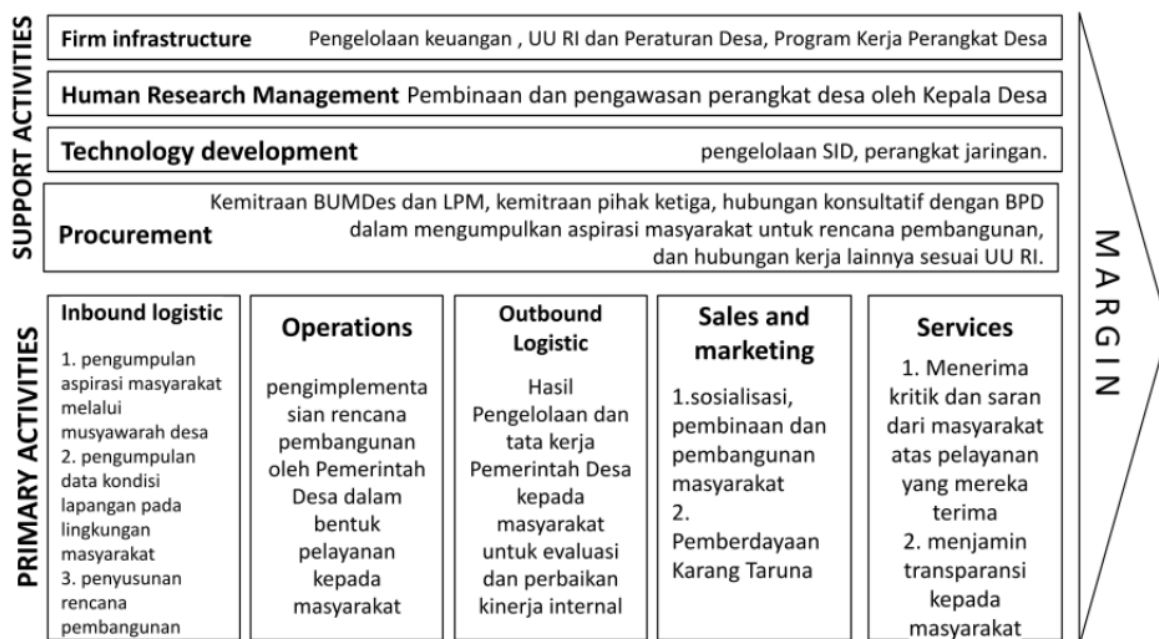 SUPPORT ACTIVITIES
Firm infrastructure Pengelolaan keuangan , UU RI dan Peraturan Desa, Program Kerja Perangkat Desa
Human Research Management Pembinaan dan pengawasan perangkat desa oleh Kepala Desa
Technology development pengelolaan SID, perangkat jaringan.
Procurement
Kemitraan BUMDes dan LPM, kemitraan pihak ketiga, hubungan konsultatif dengan BPD
dalam mengumpulkan aspirasi masyarakat untuk rencana pembangunan,
dan hubungan kerja lainnya sesuai UU RI.
PRIMARY ACTIVITIES
Inbound logistic
1. pengumpulan
aspirasi masyarakat
melalui
musyawarah desa
2. pengumpulan
data kondisi
lapangan pada
lingkungan
masyarakat
3. penyusunan
rencana
pembangunan
Operations
pengimplementa
sian rencana
pembangunan
oleh Pemerintah
Desa dalam
bentuk
pelayanan
kepada
masyarakat
Outbound
Logistic
Hasil
Pengelolaan dan
tata kerja
Pemerintah Desa
kepada
masyarakat
untuk evaluasi
dan perbaikan
kinerja internal
Sales and
marketing
1.sosialisasi,
pembinaan dan
pembangunan
masyarakat
2.
Pemberdayaan
Karang Taruna
Services
1. Menerima
kritik dan saran
dari masyarakat
atas pelayanan
yang mereka
terima
2. menjamin
transparansi
kepada
masyarakat
MARGIN